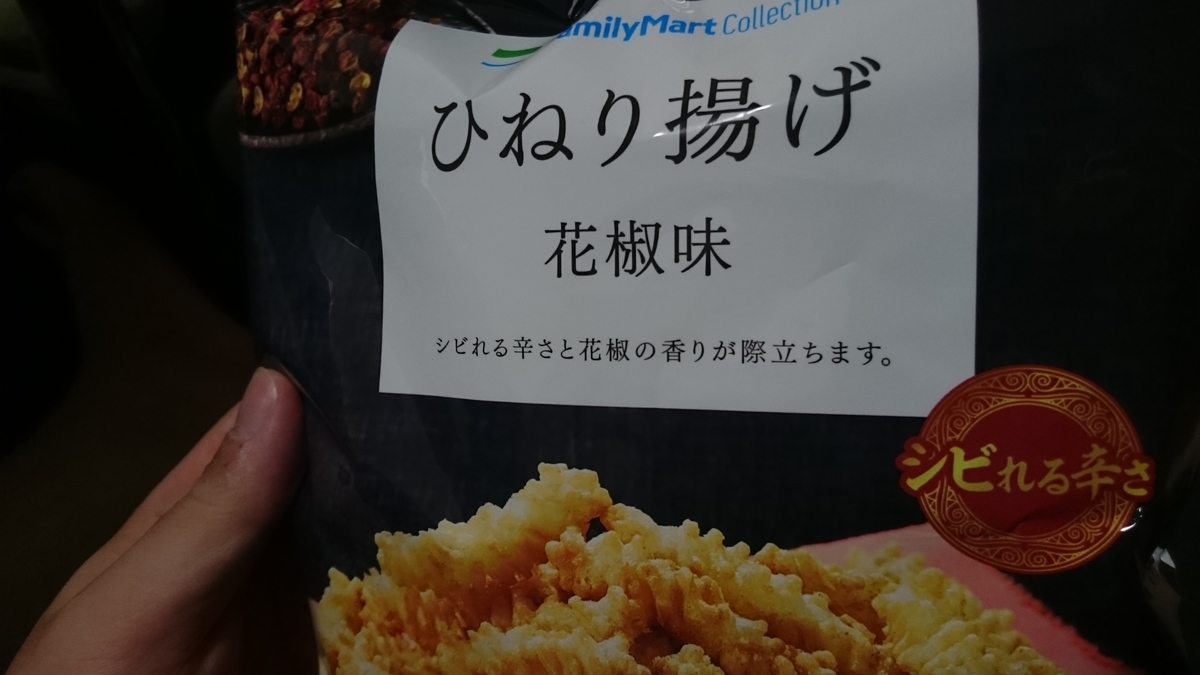 FamilyMart Collection
ひねり揚げ
花椒味
シビれる辛さと花椒の香りが際立ちます。
シビれる辛さ